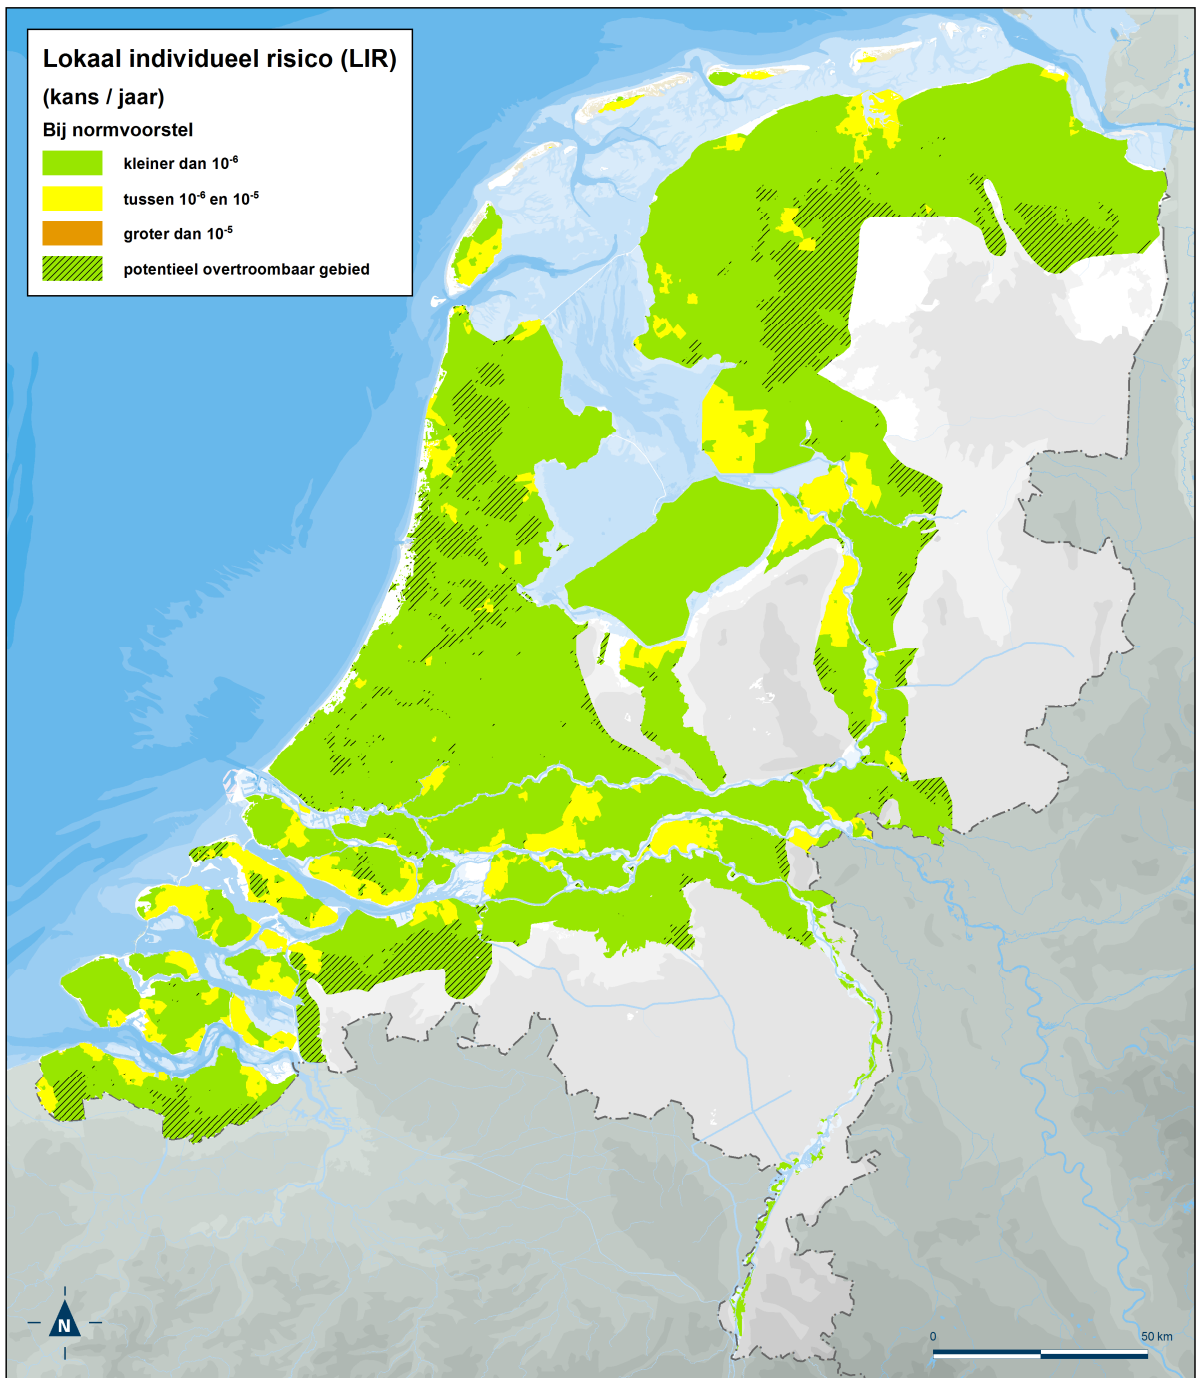 Lokaal individueel risico (LIR)
(kans / jaar)
Bij normvoorstel
kleiner dan 10⁻⁶
tussen 10⁻⁶ en 10⁻⁵
groter dan 10⁻⁵
potentieel overtroombaar gebied
N
0 50 km